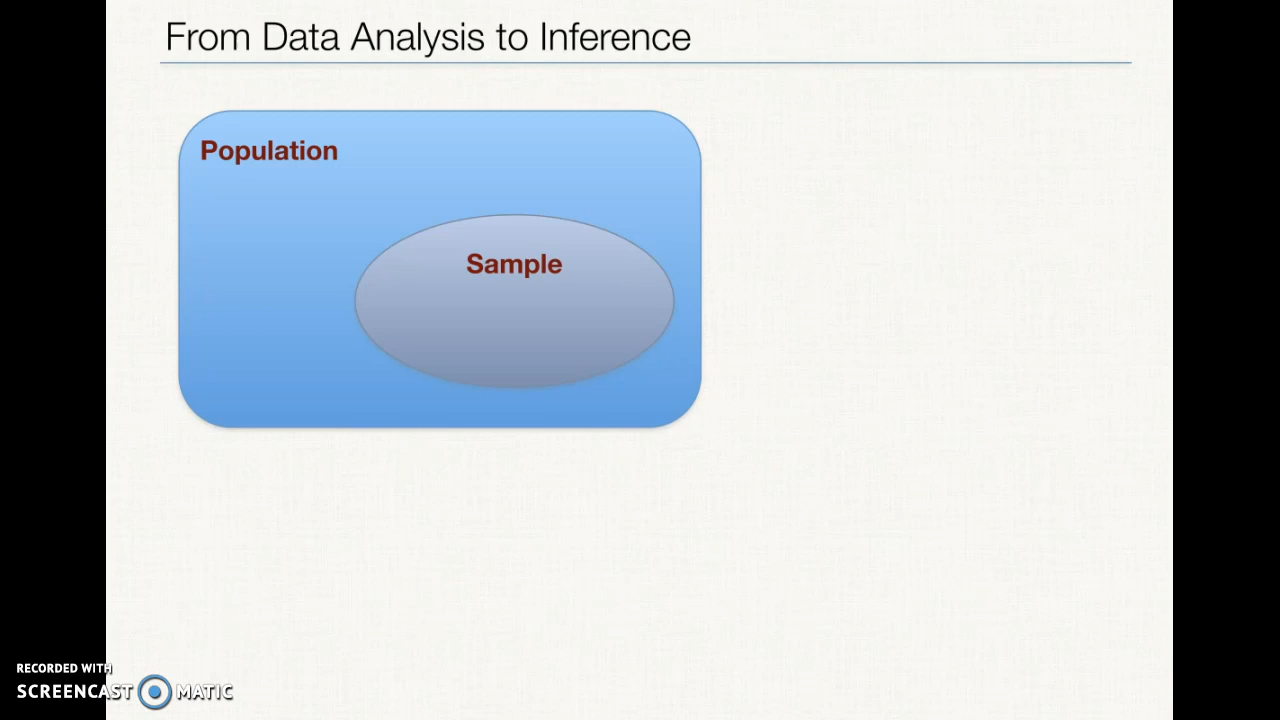 From Data Analysis to Inference
Population
Sample
RECORDED WITH
SCREENCAST MATIC